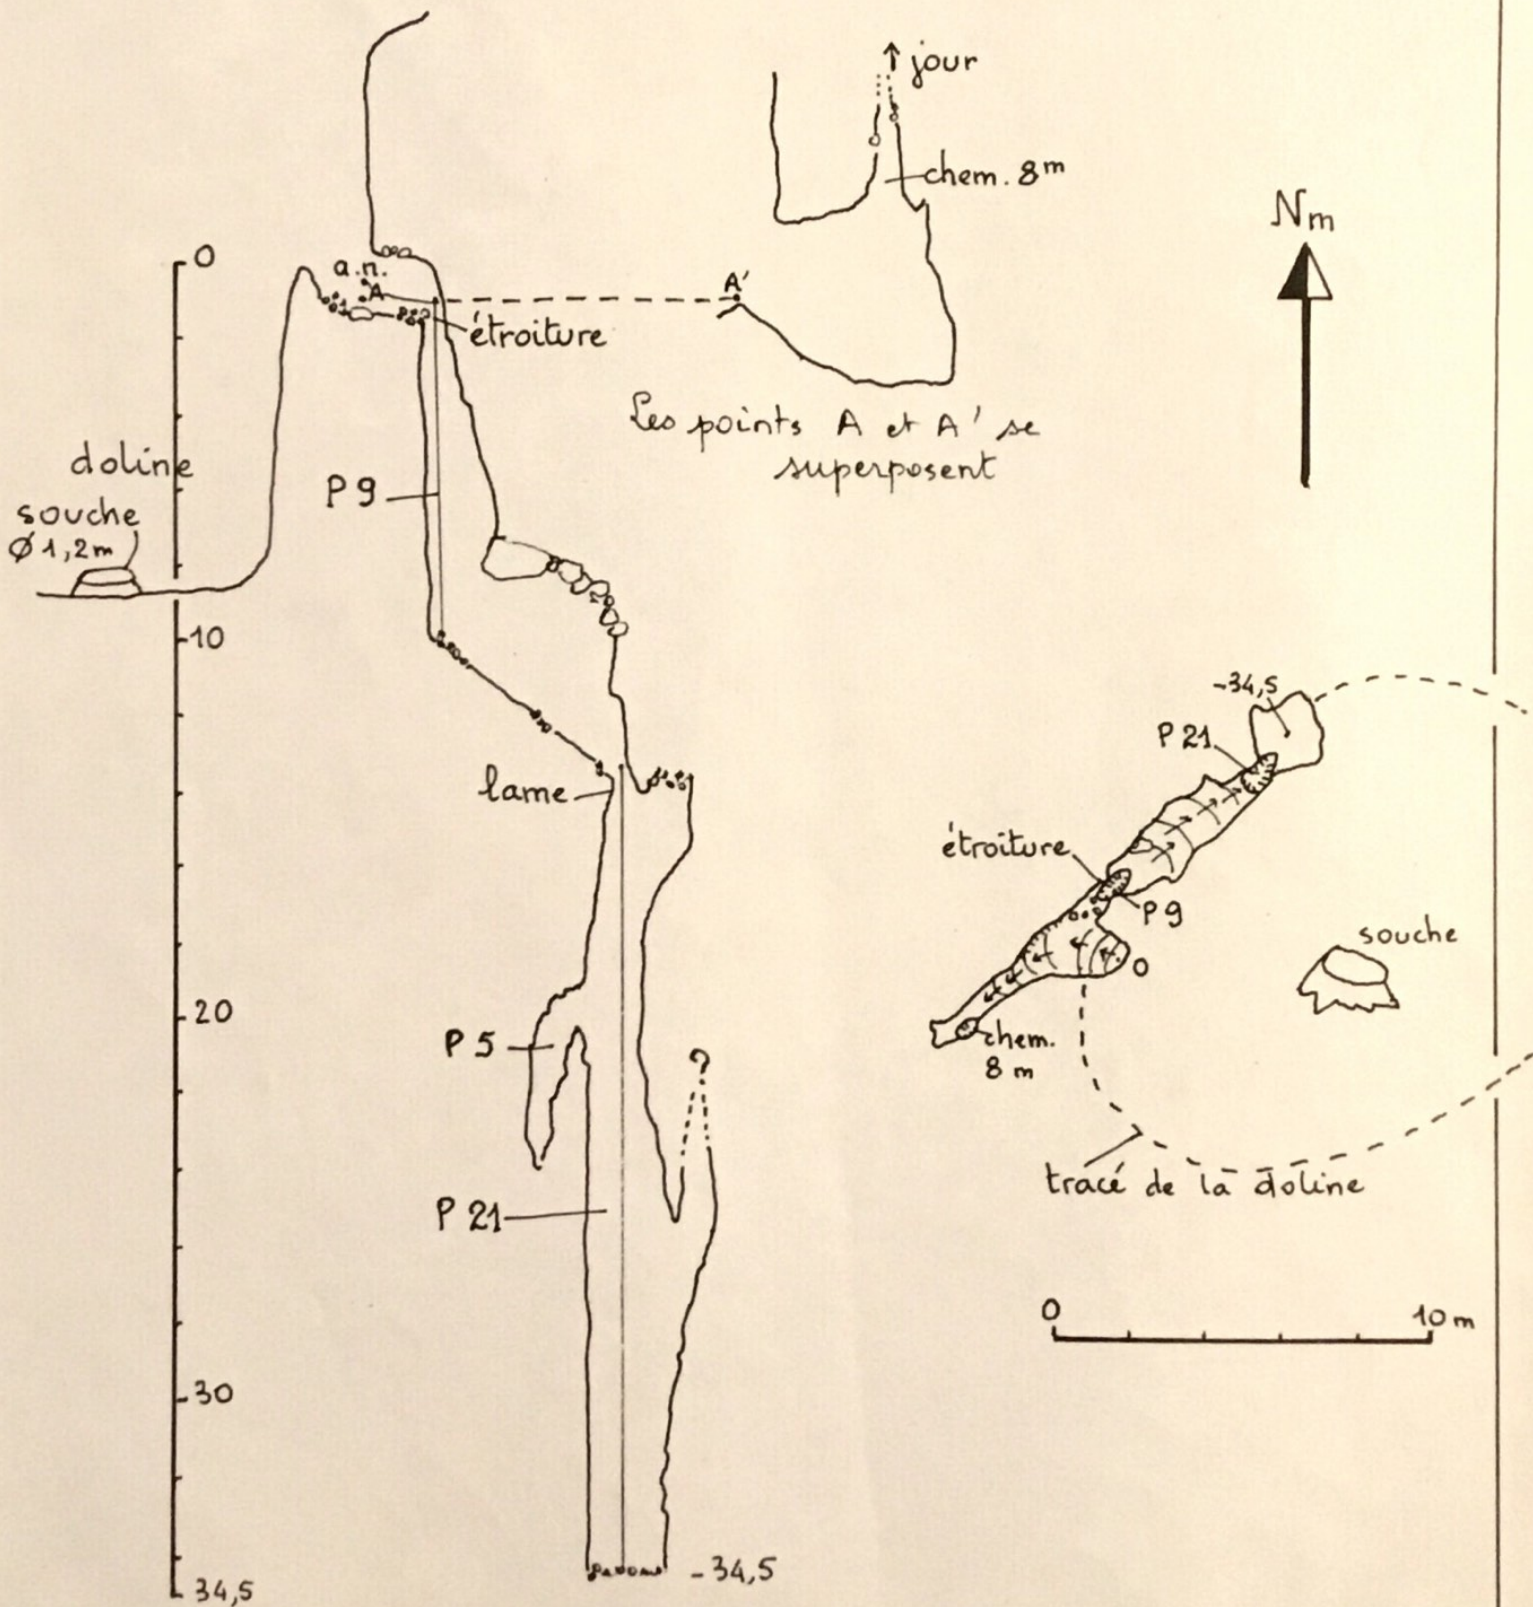 ↑ jour
chem. 8m
Nm
0
a.n.
A
A'
étroiture
Les points A et A' se
superposent
doline
souche
Ø 1,2m
P 9
10
-34,5
P 21
lame
étroiture
P 9
souche
0
20
P 5
chem.
8 m
?
tracé de la doline
P 21
0
10 m
30
-34,5
34,5